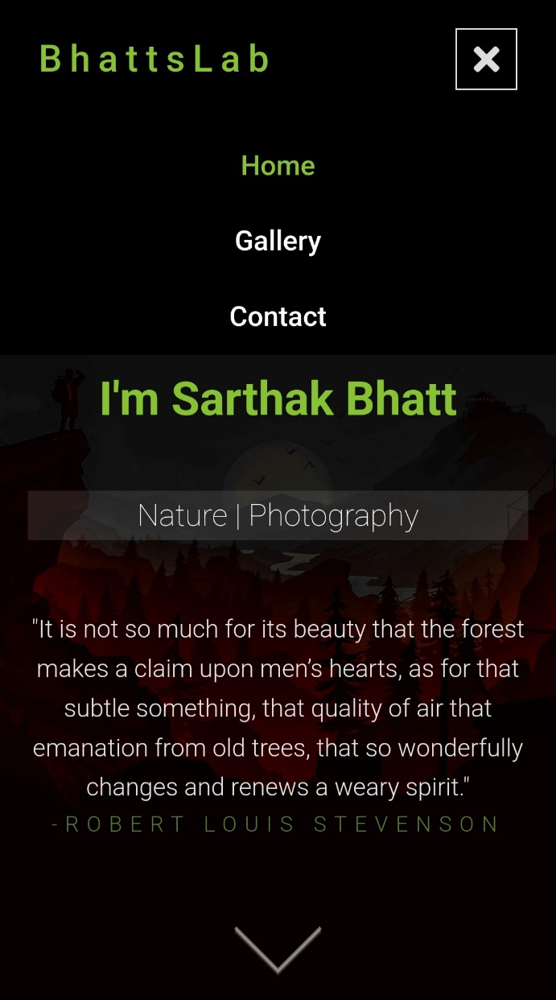 BhattsLab
Home
Gallery
Contact
I'm Sarthak Bhatt
Nature | Photography
"It is not so much for its beauty that the forest
makes a claim upon men’s hearts, as for that
subtle something, that quality of air that
emanation from old trees, that so wonderfully
changes and renews a weary spirit."
-ROBERT LOUIS STEVENSON